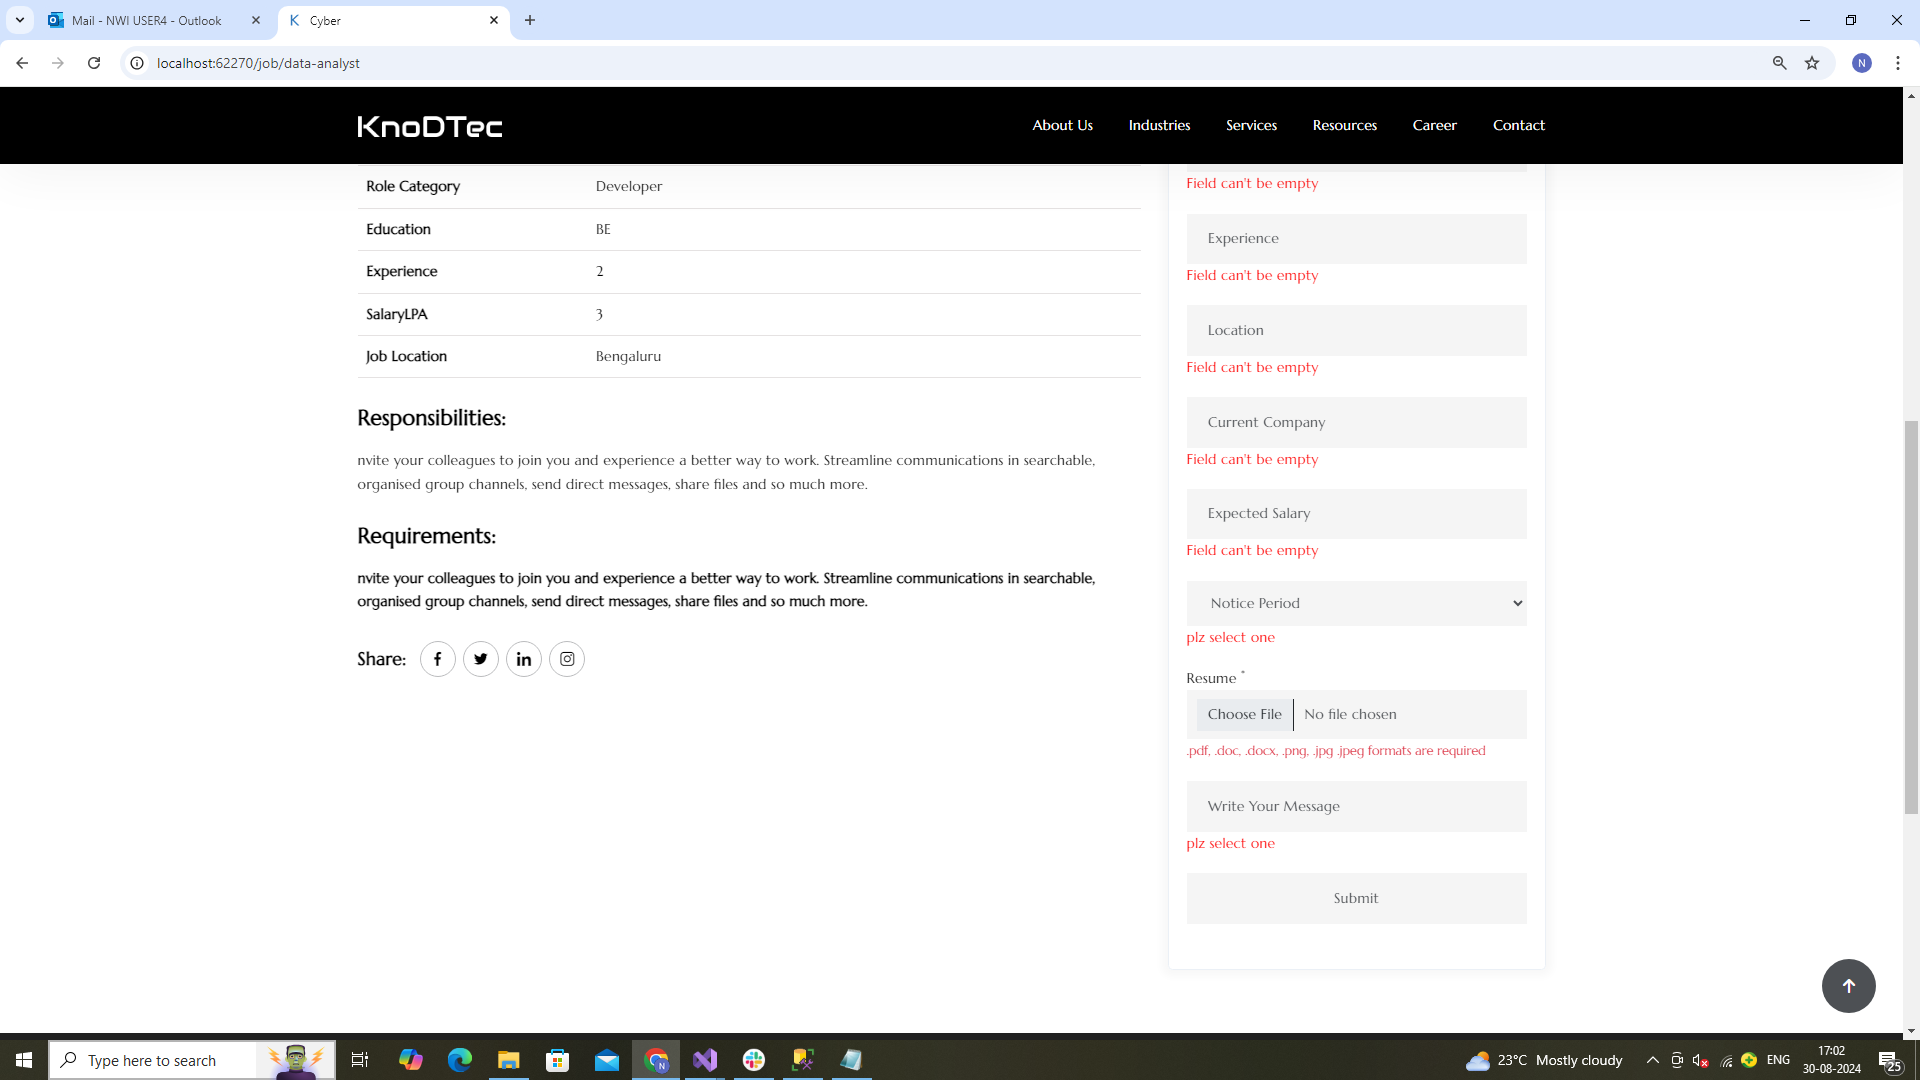 Mail - NWI USER4 - Outlook
Cyber
localhost:62270/job/data-analyst
N
KnoDTec
About Us
Industries
Services
Resources
Career
Contact
Role Category Developer
Education BE
Experience 2
SalaryLPA 3
Job Location Bengaluru
Responsibilities:
nvite your colleagues to join you and experience a better way to work. Streamline communications in searchable,
organised group channels, send direct messages, share files and so much more.
Requirements:
nvite your colleagues to join you and experience a better way to work. Streamline communications in searchable,
organised group channels, send direct messages, share files and so much more.
Share:
Field can't be empty
Experience
Field can't be empty
Location
Field can't be empty
Current Company
Field can't be empty
Expected Salary
Field can't be empty
Notice Period
plz select one
Resume *
Choose File No file chosen
.pdf, .doc, .docx, .png, .jpg .jpeg formats are required
Write Your Message
plz select one
Submit
Type here to search
23°C Mostly cloudy
ENG
17:02
30-08-2024
25